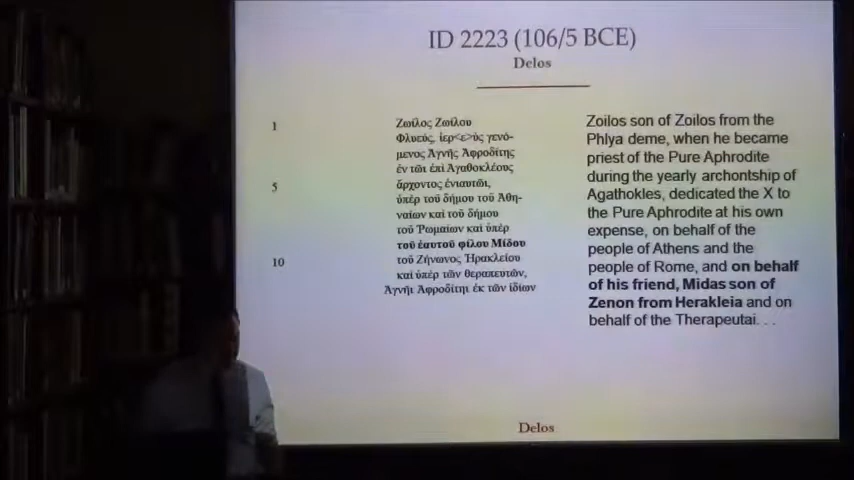 ID 2223 (106/5 BCE)
Delos
1
Ζωίλος Ζωίλου
Φλυεύς, ἱερ<ε>ὺς γενό-
μενος Ἁγνῆς Ἀφροδίτης
ἐν τῶι ἐπὶ Ἀγαθοκλέους
5
ἄρχοντος ἐνιαυτῶι,
ὑπὲρ τοῦ δήμου τοῦ Ἀθη-
ναίων καὶ τοῦ δήμου
τοῦ Ῥωμαίων καὶ ὑπὲρ
τοῦ ἑαυτοῦ φίλου Μίδου
10
τοῦ Ζήνωνος Ἡρακλείου
καὶ ὑπὲρ τῶν θεραπευτῶν,
Ἁγνῆι Ἀφροδίτηι ἐκ τῶν ἰδίων
Zoilos son of Zoilos from the
Phlya deme, when he became
priest of the Pure Aphrodite
during the yearly archontship of
Agathokles, dedicated the X to
the Pure Aphrodite at his own
expense, on behalf of the
people of Athens and the
people of Rome, and on behalf
of his friend, Midas son of
Zenon from Herakleia and on
behalf of the Therapeutai. . .
Delos